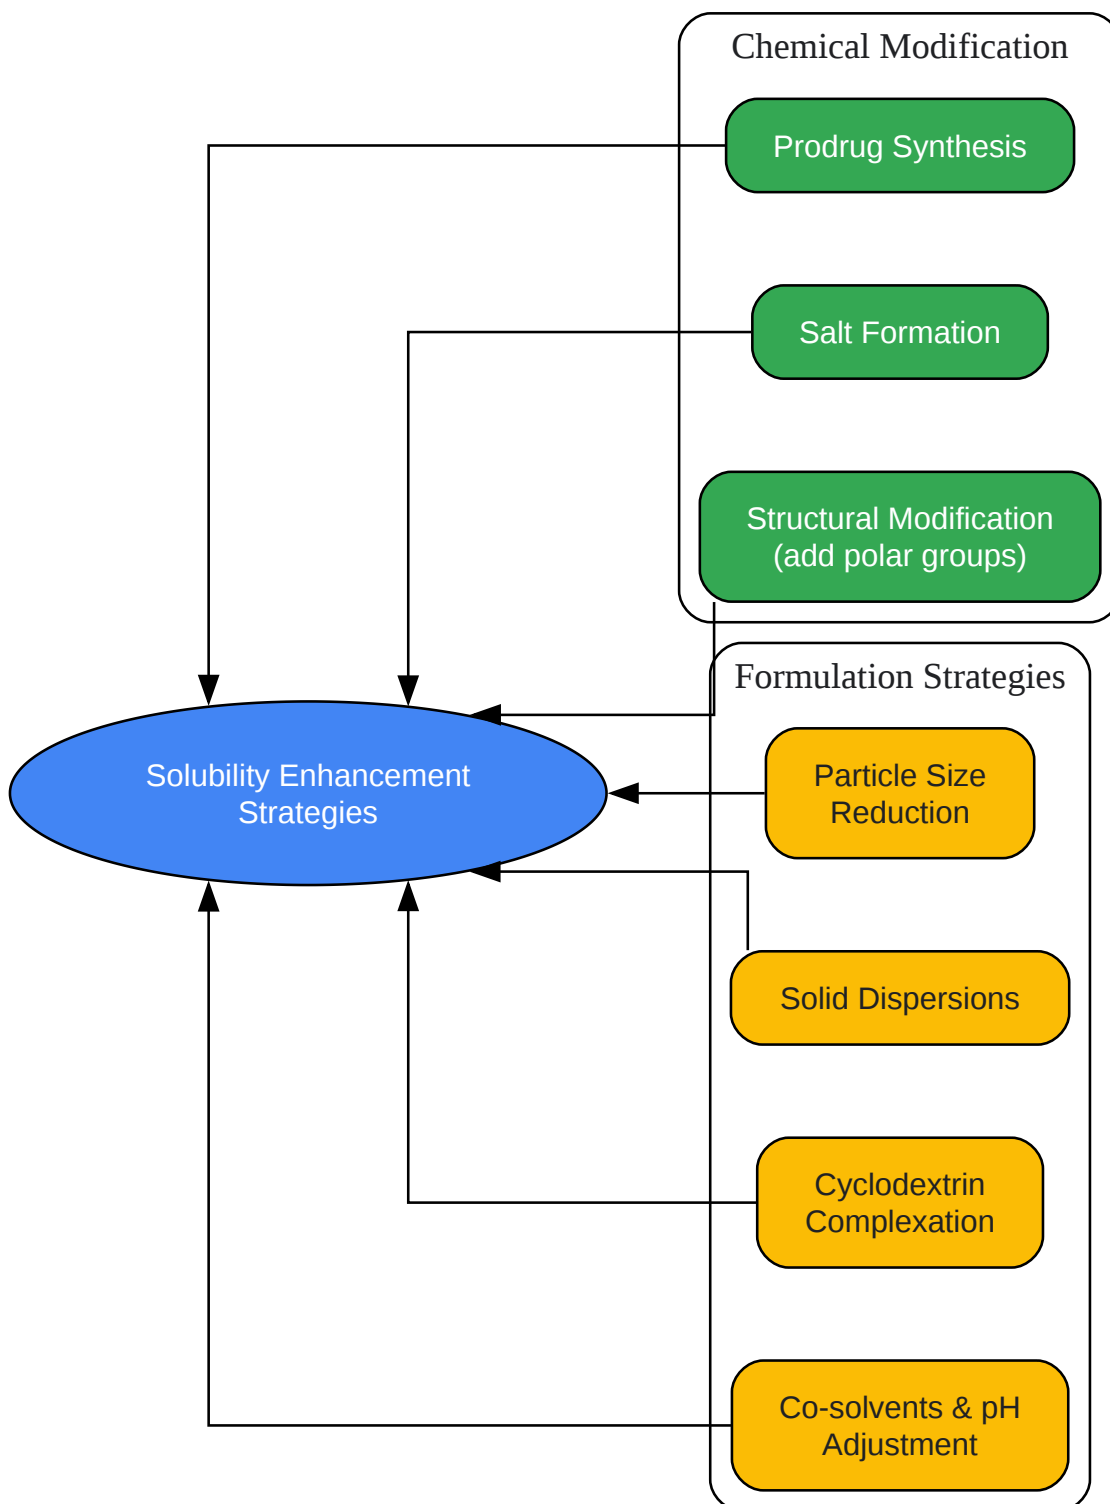 Chemical Modification
Prodrug Synthesis
Salt Formation
Structural Modification
(add polar groups)
Formulation Strategies
Solubility Enhancement
Strategies
Particle Size
Reduction
Solid Dispersions
Cyclodextrin
Complexation
Co-solvents & pH
Adjustment